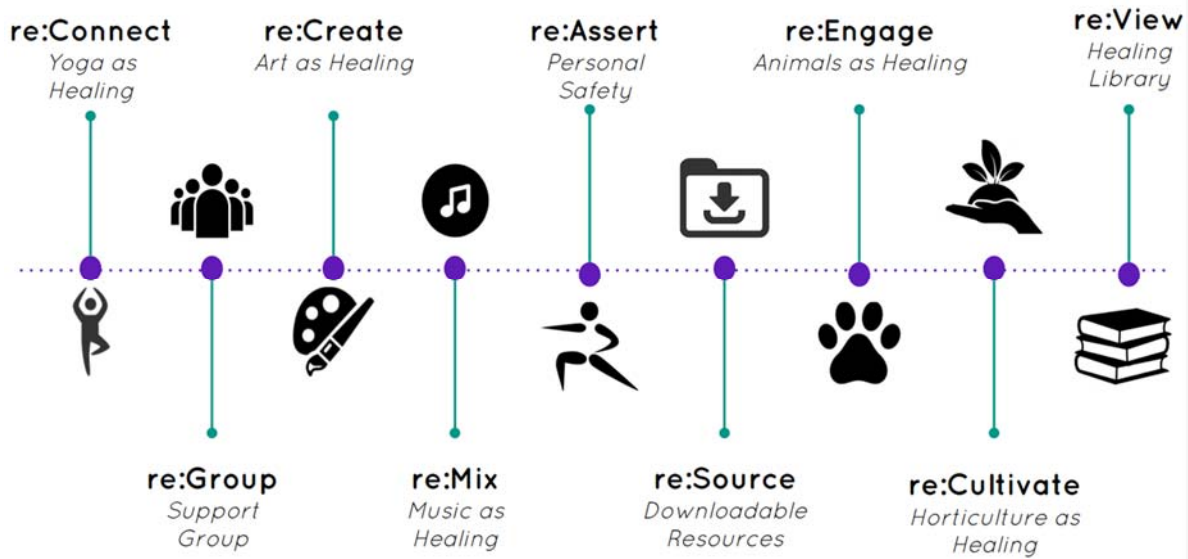 re:Connect
Yoga as
Healing
re:Create
Art as Healing
re:Assert
Personal
Safety
re:Engage
Animals as Healing
re:View
Healing
Library
re:Group
Support
Group
re:Mix
Music as
Healing
re:Source
Downloadable
Resources
re:Cultivate
Horticulture as
Healing